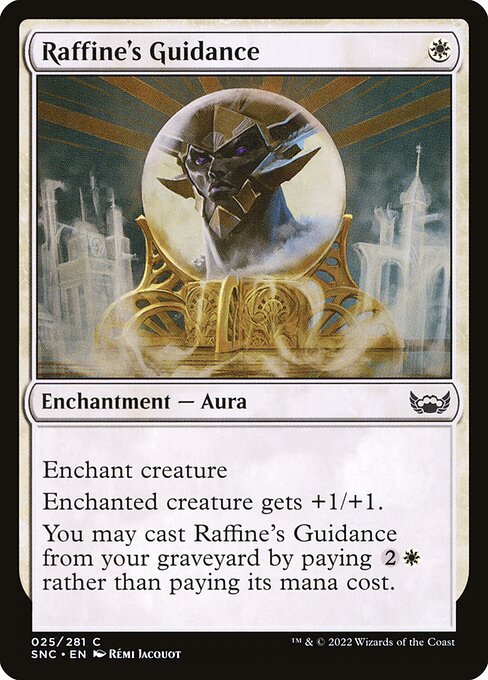 Raffine's Guidance
Enchantment — Aura
Enchant creature
Enchanted creature gets +1/+1.
You may cast Raffine's Guidance
from your graveyard by paying 2
rather than paying its mana cost.
025/281 C
SNC • EN Rémi Jacquot
™ & © 2022 Wizards of the Coast